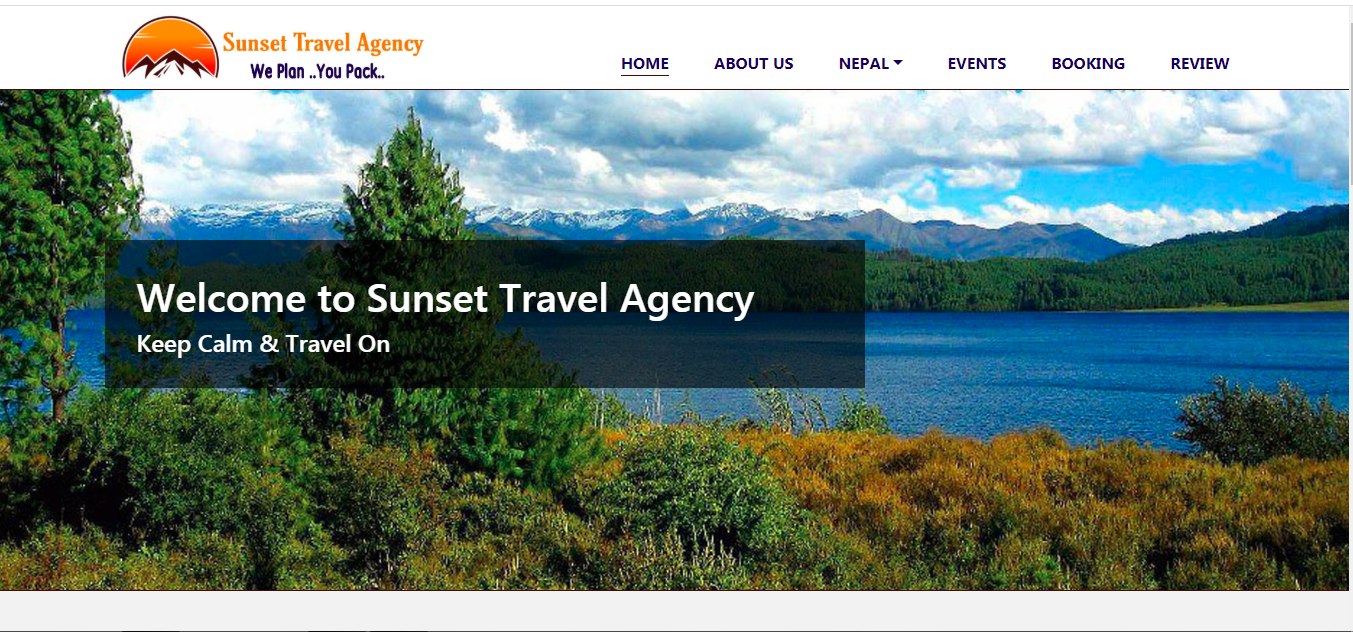 Sunset Travel Agency
We Plan ..You Pack..
HOME ABOUT US NEPAL EVENTS BOOKING REVIEW
Welcome to Sunset Travel Agency
Keep Calm & Travel On